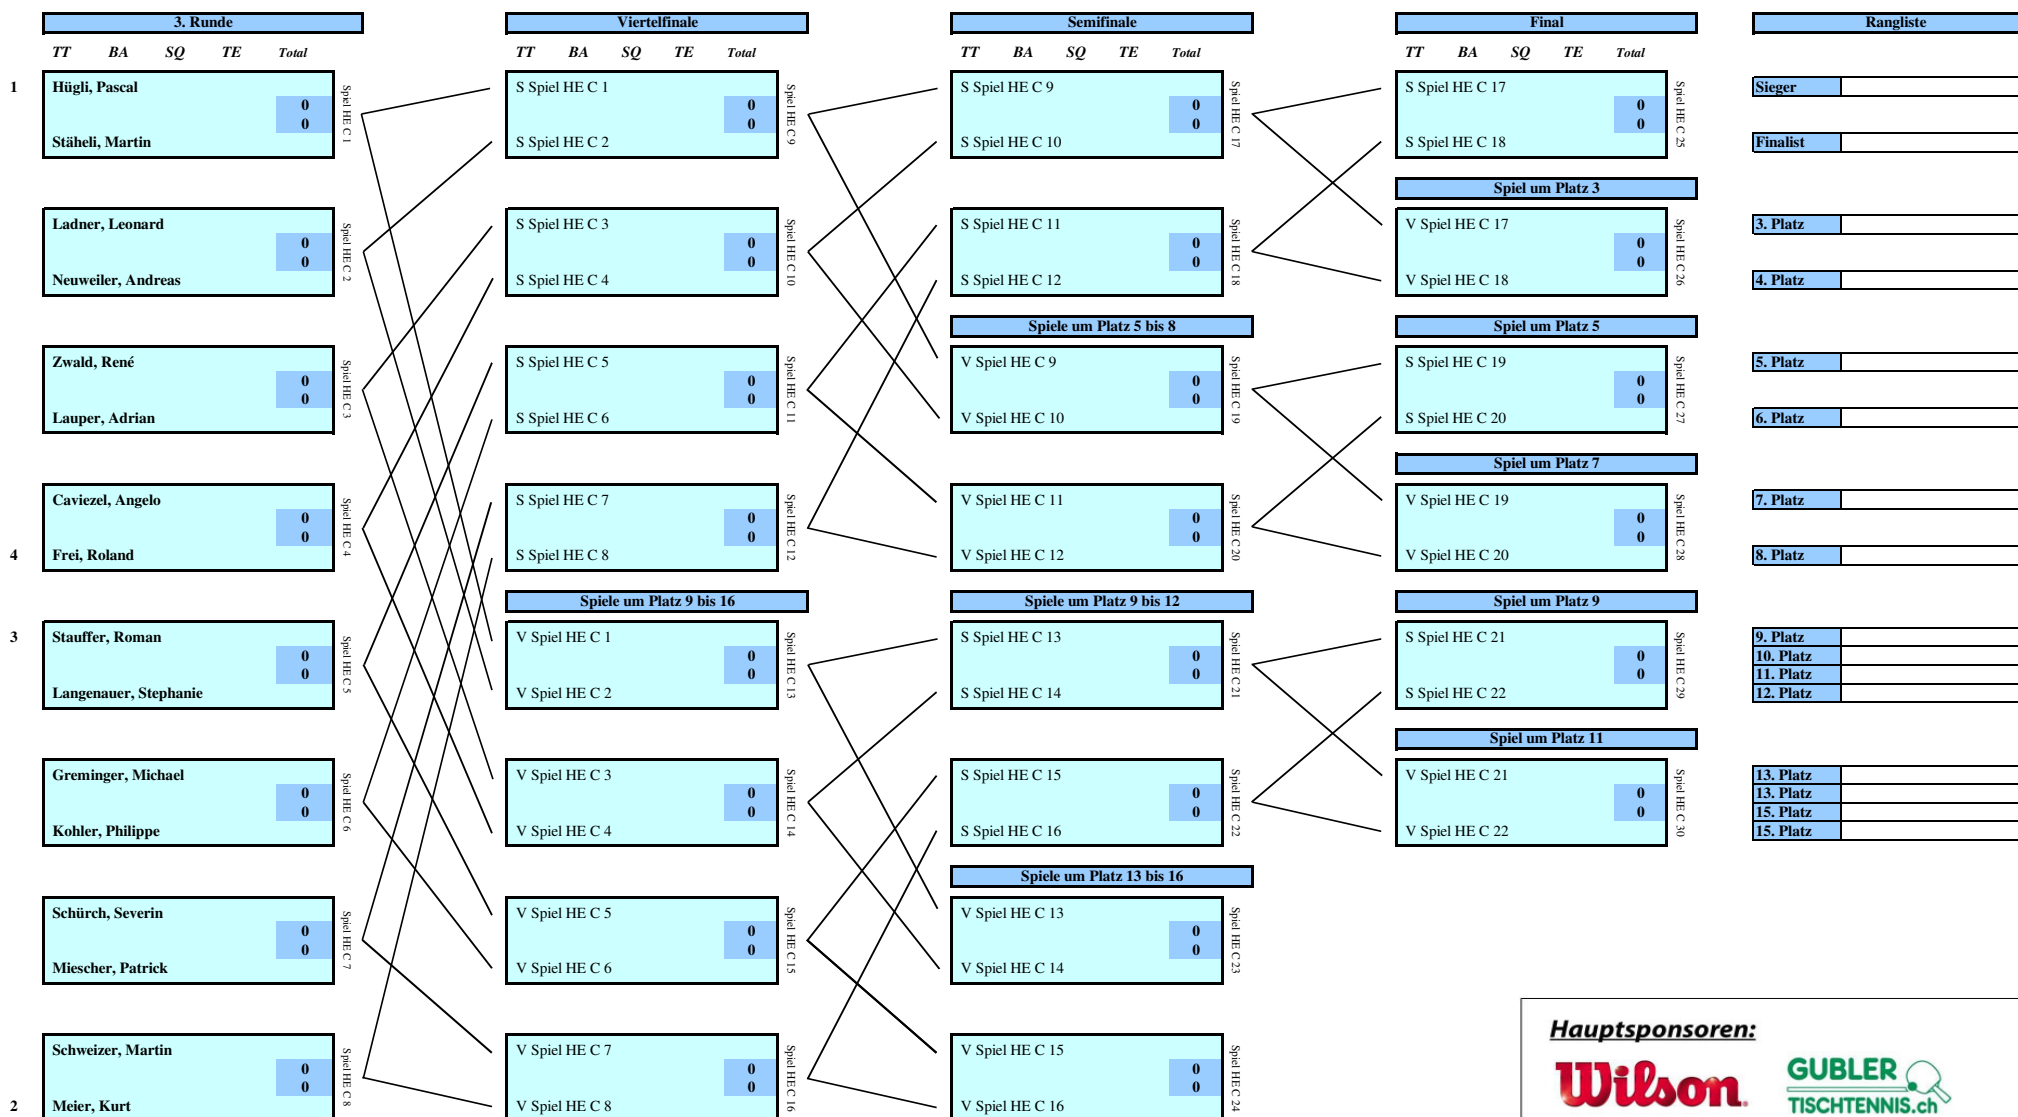 3. Runde Viertelfinale Semifinale Final Rangliste
TT BA SQ TE Total TT BA SQ TE Total TT BA SQ TE Total TT BA SQ TE Total
1 Hügli, Pascal S Spiel HE C 1 S Spiel HE C 9 S Spiel HE C 17 Sieger
0 0 0 0
0 0 0 0
Spiel HE C 1 Spiel HE C 9 Spiel HE C 17 Spiel HE C 25
Stäheli, Martin S Spiel HE C 2 S Spiel HE C 10 S Spiel HE C 18 Finalist
Spiel um Platz 3
Ladner, Leonard S Spiel HE C 3 S Spiel HE C 11 V Spiel HE C 17 3. Platz
0 0 0 0
0 0 0 0
Spiel HE C 2 Spiel HE C 10 Spiel HE C 18 Spiel HE C 26
Neuweiler, Andreas S Spiel HE C 4 S Spiel HE C 12 V Spiel HE C 18 4. Platz
Spiele um Platz 5 bis 8 Spiel um Platz 5
Zwald, René S Spiel HE C 5 V Spiel HE C 9 S Spiel HE C 19 5. Platz
0 0 0 0
0 0 0 0
Spiel HE C 3 Spiel HE C 11 Spiel HE C 19 Spiel HE C 27
Lauper, Adrian S Spiel HE C 6 V Spiel HE C 10 S Spiel HE C 20 6. Platz
Spiel um Platz 7
Caviezel, Angelo S Spiel HE C 7 V Spiel HE C 11 V Spiel HE C 19 7. Platz
0 0 0 0
0 0 0 0
Spiel HE C 4 Spiel HE C 12 Spiel HE C 20 Spiel HE C 28
4 Frei, Roland S Spiel HE C 8 V Spiel HE C 12 V Spiel HE C 20 8. Platz
Spiele um Platz 9 bis 16 Spiele um Platz 9 bis 12 Spiel um Platz 9
3 Stauffer, Roman V Spiel HE C 1 S Spiel HE C 13 S Spiel HE C 21 9. Platz
0 0 0 0 10. Platz
0 0 0 0 11. Platz
Spiel HE C 5 Spiel HE C 13 Spiel HE C 21 Spiel HE C 29
Langenauer, Stephanie V Spiel HE C 2 S Spiel HE C 14 S Spiel HE C 22 12. Platz
Spiel um Platz 11
Greminger, Michael V Spiel HE C 3 S Spiel HE C 15 V Spiel HE C 21 13. Platz
0 0 0 0 13. Platz
0 0 0 0 15. Platz
Spiel HE C 6 Spiel HE C 14 Spiel HE C 22 Spiel HE C 30
Kohler, Philippe V Spiel HE C 4 S Spiel HE C 16 V Spiel HE C 22 15. Platz
Spiele um Platz 13 bis 16
Schürch, Severin V Spiel HE C 5 V Spiel HE C 13
0 0 0
0 0 0
Spiel HE C 7 Spiel HE C 15 Spiel HE C 23
Miescher, Patrick V Spiel HE C 6 V Spiel HE C 14
Schweizer, Martin V Spiel HE C 7 V Spiel HE C 15
0 0 0
0 0 0
Spiel HE C 8 Spiel HE C 16 Spiel HE C 24
2 Meier, Kurt V Spiel HE C 8 V Spiel HE C 16
Hauptsponsoren:
Wilson.
GUBLER
TISCHTENNIS.ch